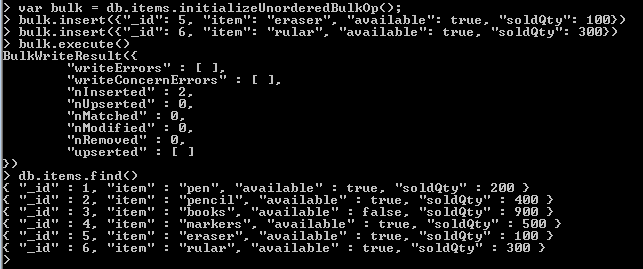 > var bulk = db.items.initializeUnorderedBulkOp();
> bulk.insert({"_id": 5, "item": "eraser", "available": true, "soldQty": 100})
> bulk.insert({"_id": 6, "item": "rular", "available": true, "soldQty": 300})
> bulk.execute()
BulkWriteResult({
"writeErrors" : [ ],
"writeConcernErrors" : [ ],
"nInserted" : 2,
"nUpserted" : 0,
"nMatched" : 0,
"nModified" : 0,
"nRemoved" : 0,
"upserted" : [ ]
})
> db.items.find()
{ "_id" : 1, "item" : "pen", "available" : true, "soldQty" : 200 }
{ "_id" : 2, "item" : "pencil", "available" : true, "soldQty" : 400 }
{ "_id" : 3, "item" : "books", "available" : false, "soldQty" : 900 }
{ "_id" : 4, "item" : "markers", "available" : true, "soldQty" : 500 }
{ "_id" : 5, "item" : "eraser", "available" : true, "soldQty" : 100 }
{ "_id" : 6, "item" : "rular", "available" : true, "soldQty" : 300 }
>